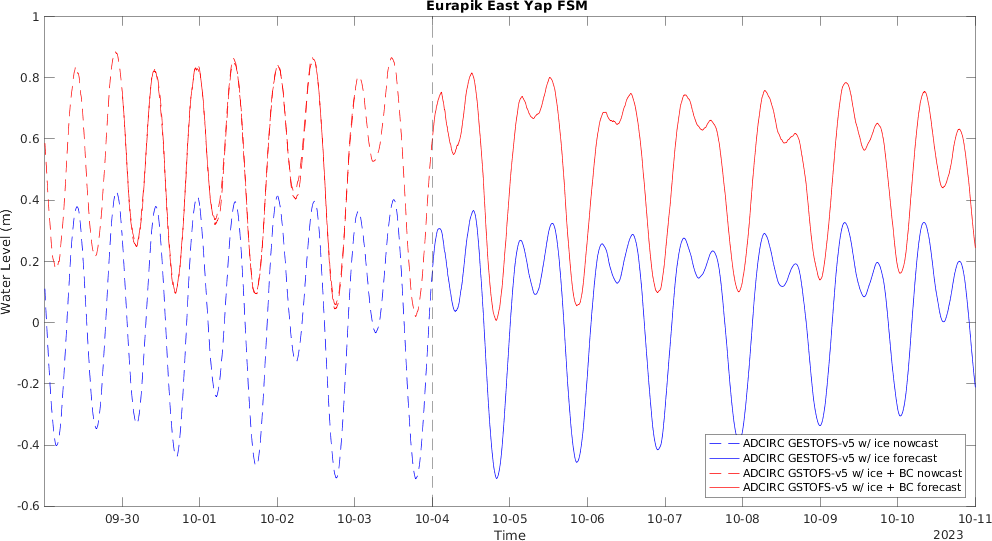 Eurapik East Yap FSM
1
0.8
0.6
0.4
0.2
0
-0.2
-0.4
-0.6
Water Level (m)
ADCIRC GESTOFS-v5 w/ ice nowcast
ADCIRC GESTOFS-v5 w/ ice forecast
ADCIRC GSTOFS-v5 w/ ice + BC nowcast
ADCIRC GSTOFS-v5 w/ ice + BC forecast
09-30 10-01 10-02 10-03 10-04 10-05 10-06 10-07 10-08 10-09 10-10 10-11
Time 2023